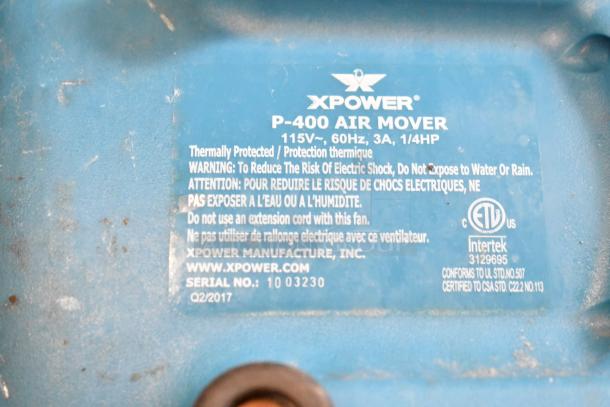 XPOWER®
P-400 AIR MOVER
115V~, 60Hz, 3A, 1/4HP
Thermally Protected / Protection thermique
WARNING: To Reduce The Risk Of Electric Shock, Do Not Expose to Water Or Rain.
ATTENTION: POUR REDUIRE LE RISQUE DE CHOCS ELECTRIQUES, NE
PAS EXPOSER A L'EAU OU A L'HUMIDITE.
Do not use an extension cord with this fan.
Ne pas utiliser de rallonge electrique avec ce ventilateur.
XPOWER MANUFACTURE, INC.
WWW.XPOWER.COM
SERIAL NO.: 10 03230
Q2/2017
C ETL US
Intertek
3129695
CONFORMS TO UL STD.NO.507
CERTIFIED TO CSA STD. C22.2 NO.113